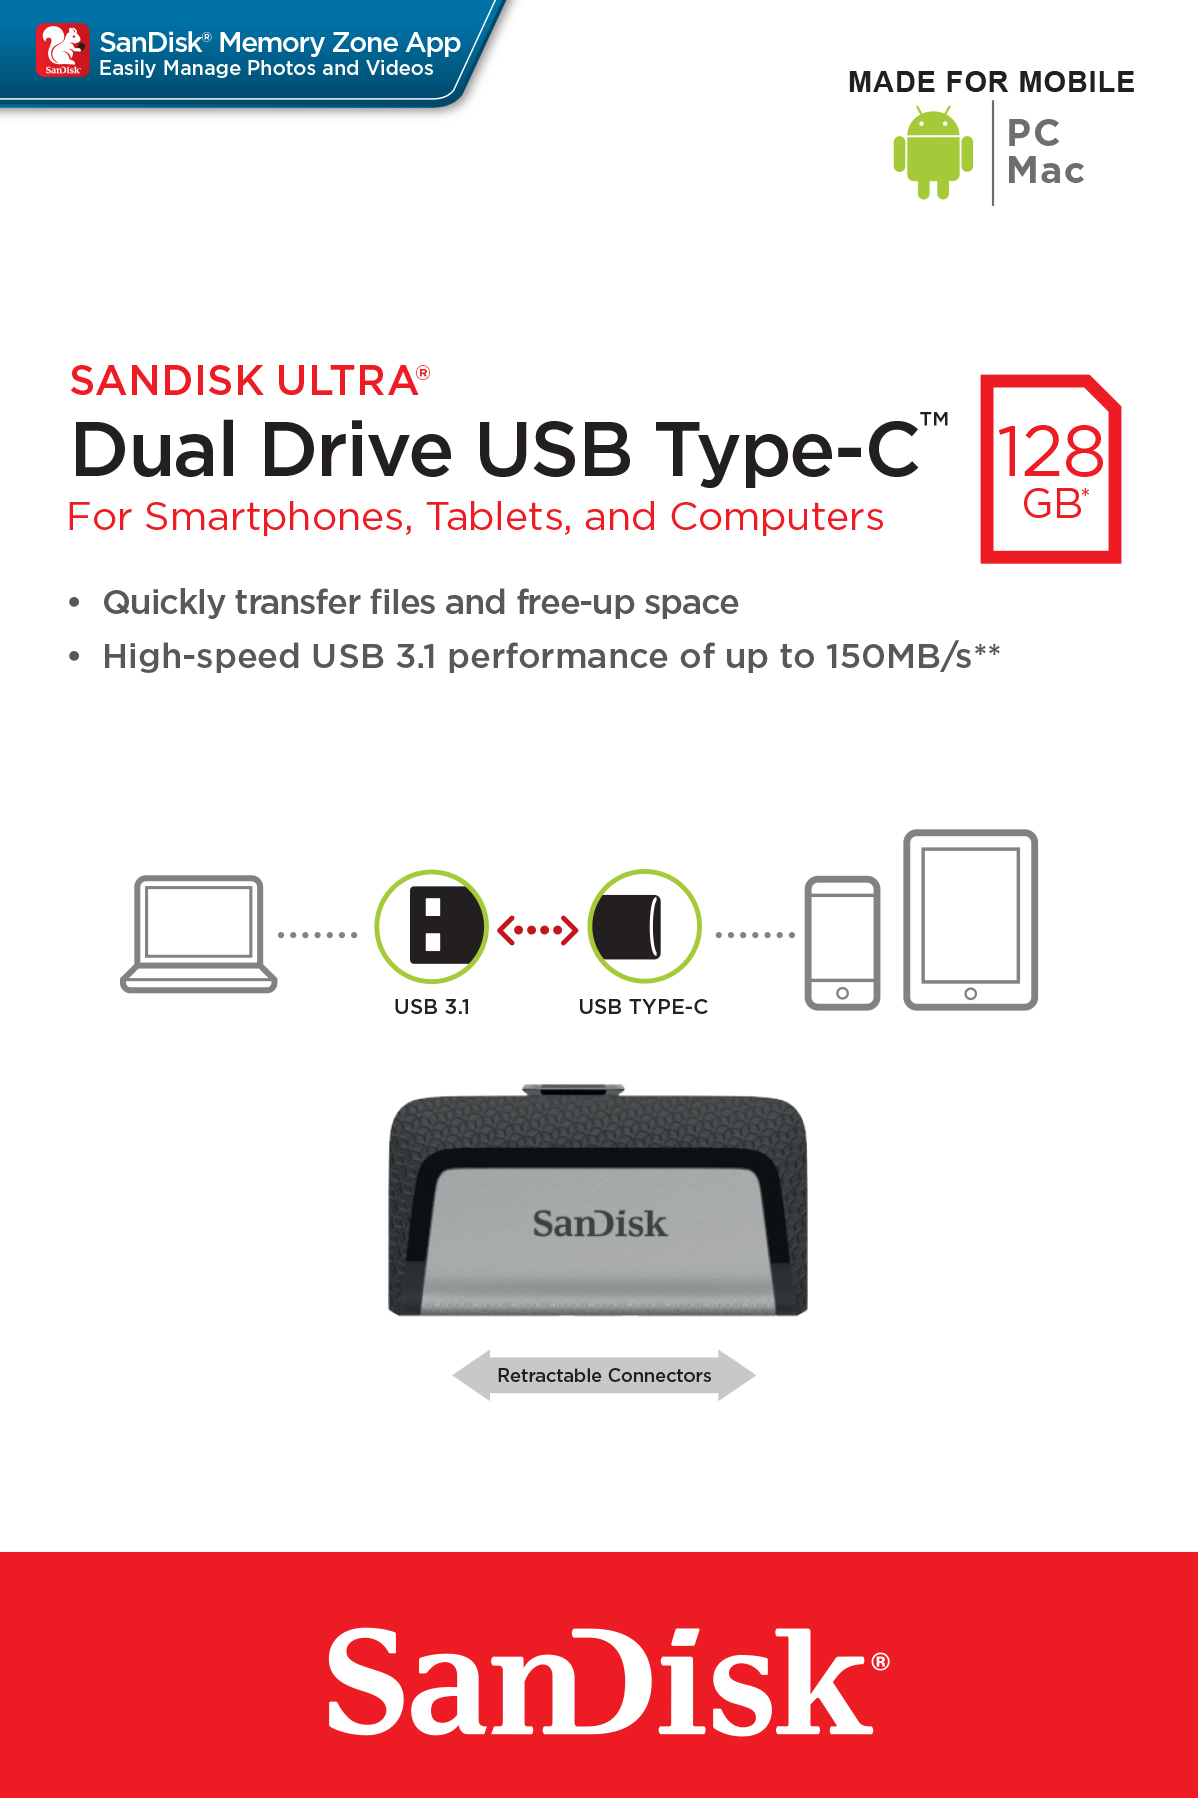 SanDisk® Memory Zone App
Easily Manage Photos and Videos
SanDisk
MADE FOR MOBILE
PC
Mac
SANDISK ULTRA®
Dual Drive USB Type-C™
For Smartphones, Tablets, and Computers
128
GB*
• Quickly transfer files and free-up space
• High-speed USB 3.1 performance of up to 150MB/s**
USB 3.1
USB TYPE-C
SanDisk
Retractable Connectors
SanDisk®